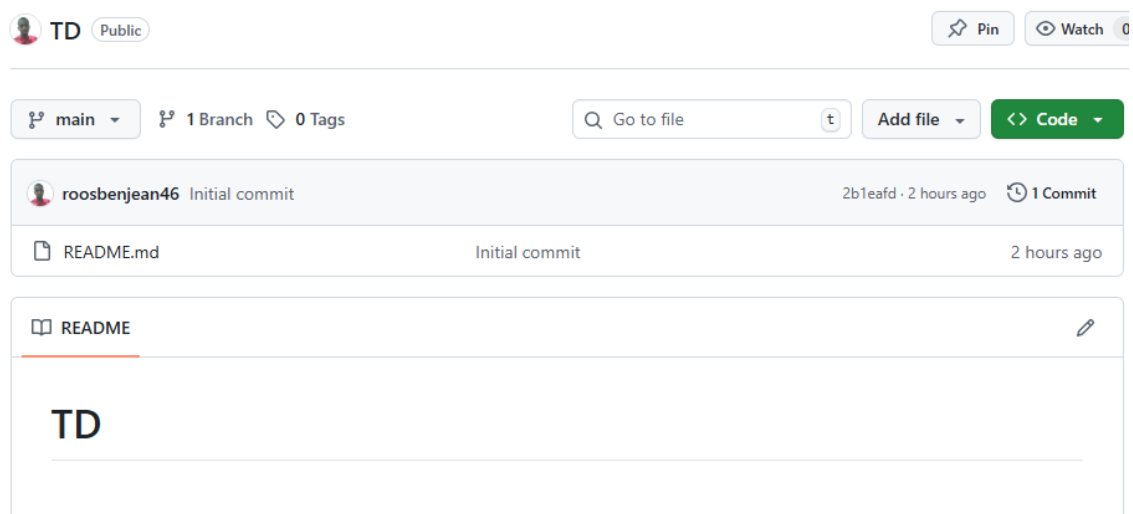 TD Public Pin Watch 0
main 1 Branch 0 Tags Go to file t Add file <> Code
roosbenjean46 Initial commit 2b1eafd · 2 hours ago 1 Commit
README.md Initial commit 2 hours ago
README
TD